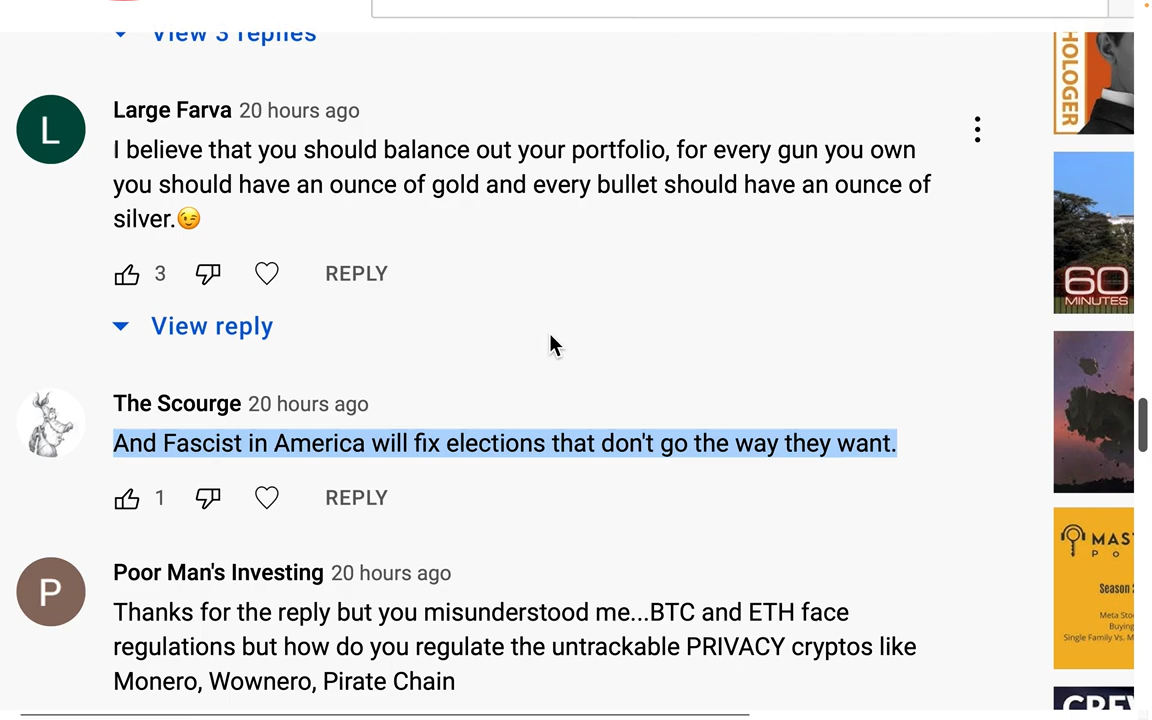 View 3 replies
HOLOGER
L
Large Farva 20 hours ago
I believe that you should balance out your portfolio, for every gun you own
you should have an ounce of gold and every bullet should have an ounce of
silver.😉
3
REPLY
View reply
60
MINUTES
The Scourge 20 hours ago
And Fascist in America will fix elections that don't go the way they want.
1
REPLY
MAS
P O
Season
Meta Sto
Buying
Single Family Vs. M
P
Poor Man's Investing 20 hours ago
Thanks for the reply but you misunderstood me...BTC and ETH face
regulations but how do you regulate the untrackable PRIVACY cryptos like
Monero, Wownero, Pirate Chain